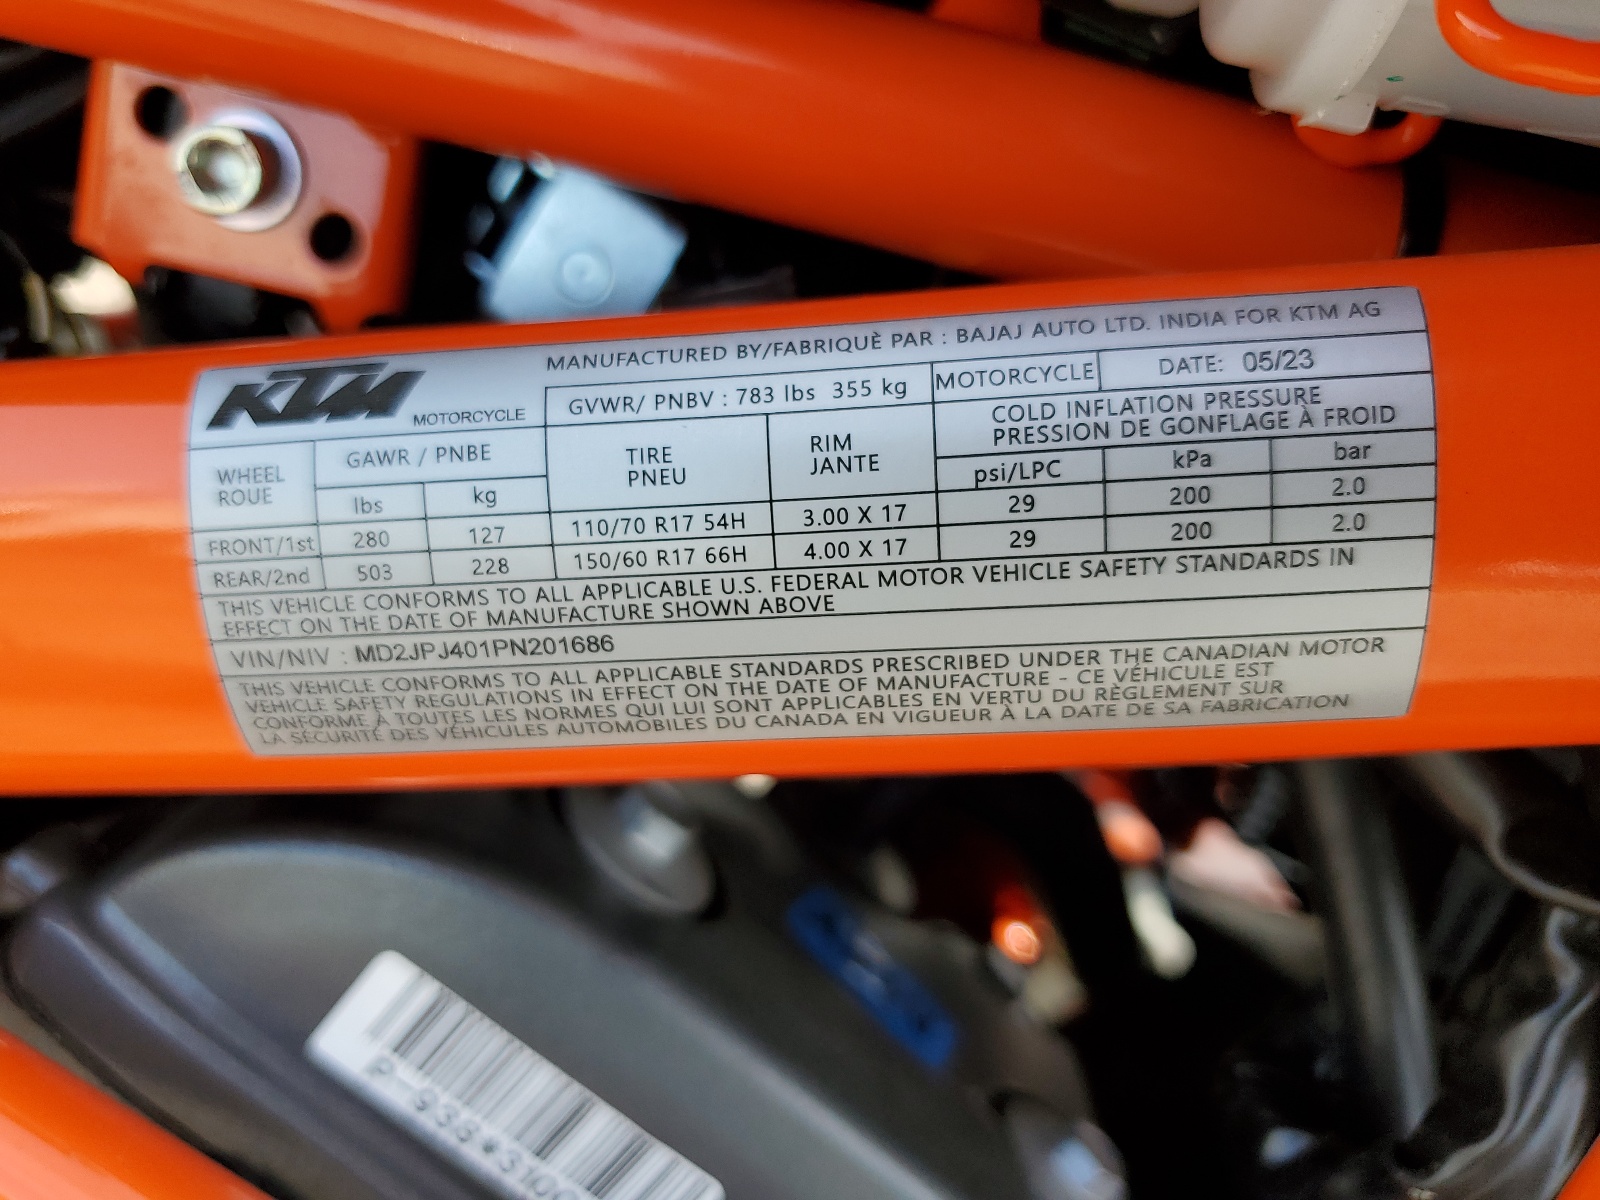 MANUFACTURED BY/FABRIQUÈ PAR : BAJAJ AUTO LTD. INDIA FOR KTM AG
KTM MOTORCYCLE
GVWR/ PNBV : 783 lbs 355 kg MOTORCYCLE DATE: 05/23
WHEEL
ROUE
GAWR / PNBE
lbs kg
TIRE
PNEU
RIM
JANTE
COLD INFLATION PRESSURE
PRESSION DE GONFLAGE À FROID
psi/LPC kPa bar
FRONT/1st 280 127 110/70 R17 54H 3.00 X 17 29 200 2.0
REAR/2nd 503 228 150/60 R17 66H 4.00 X 17 29 200 2.0
THIS VEHICLE CONFORMS TO ALL APPLICABLE U.S. FEDERAL MOTOR VEHICLE SAFETY STANDARDS IN
EFFECT ON THE DATE OF MANUFACTURE SHOWN ABOVE
VIN/NIV : MD2JPJ401PN201686
THIS VEHICLE CONFORMS TO ALL APPLICABLE STANDARDS PRESCRIBED UNDER THE CANADIAN MOTOR
VEHICLE SAFETY REGULATIONS IN EFFECT ON THE DATE OF MANUFACTURE - CE VÉHICULE EST
CONFORME À TOUTES LES NORMES QUI LUI SONT APPLICABLES EN VERTU DU RÈGLEMENT SUR
LA SÉCURITÉ DES VÉHICULES AUTOMOBILES DU CANADA EN VIGUEUR À LA DATE DE SA FABRICATION